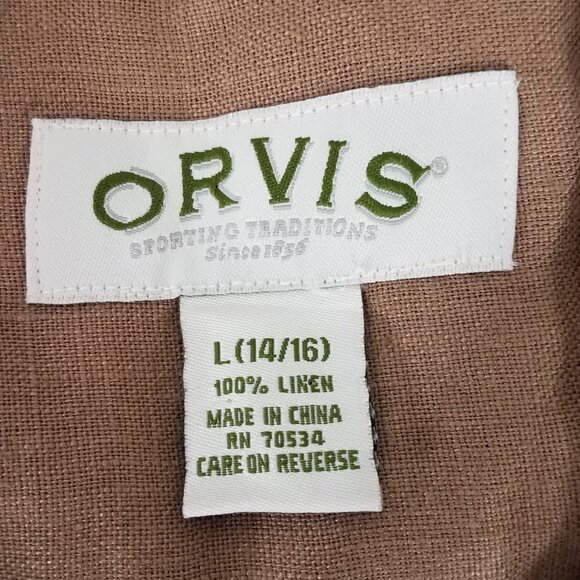 ORVIS®
SPORTING TRADITIONS
Since 1856
L (14/16)
100% LINEN
MADE IN CHINA
RN 70534
CARE ON REVERSE